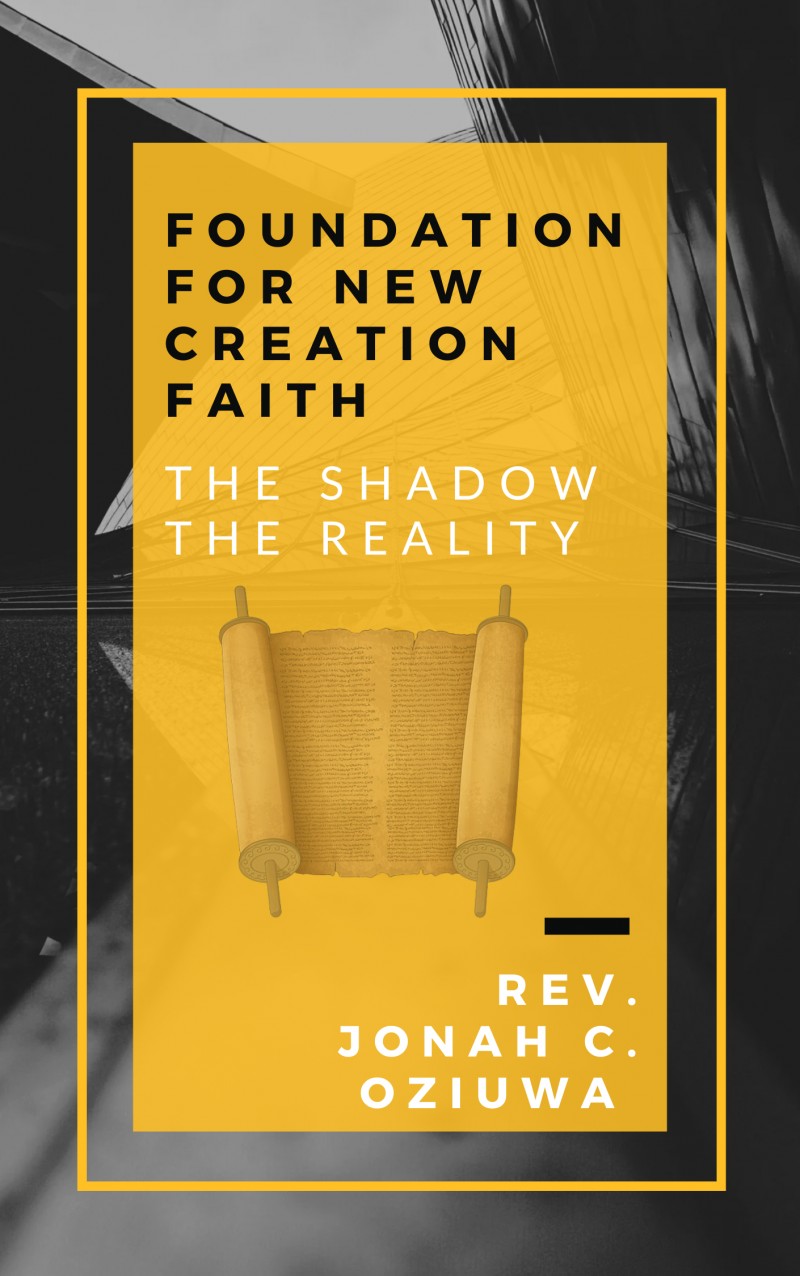 FOUNDATION
FOR NEW
CREATION
FAITH
THE SHADOW
THE REALITY
REV.
JONAH C.
OZIUWA